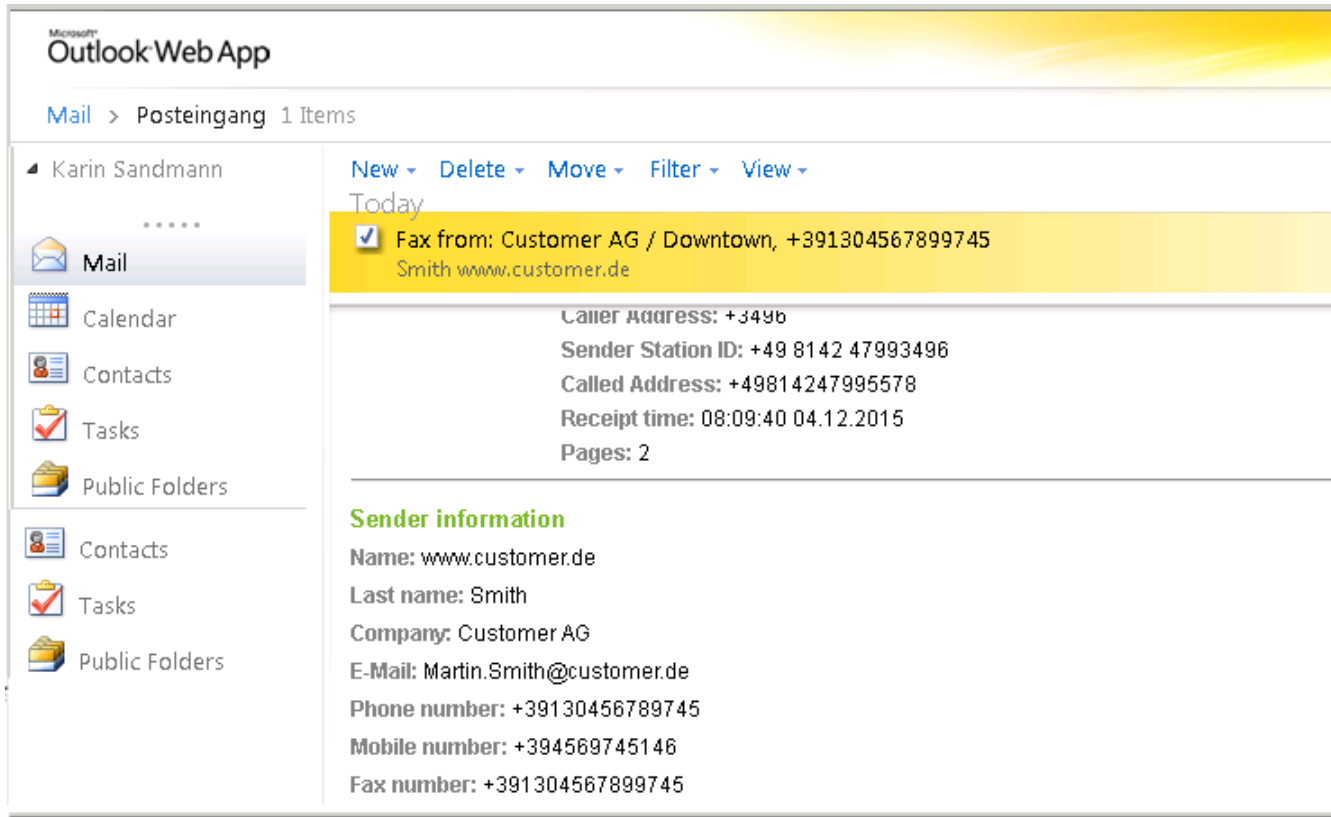 Microsoft®
Outlook Web App
Mail > Posteingang 1 Items
Karin Sandmann
Mail
Calendar
Contacts
Tasks
Public Folders
Contacts
Tasks
Public Folders
New Delete Move Filter View
Today
Fax from: Customer AG / Downtown, +391304567899745
Smith www.customer.de
Caller Address: +3496
Sender Station ID: +49 8142 47993496
Called Address: +49814247995578
Receipt time: 08:09:40 04.12.2015
Pages: 2
Sender information
Name: www.customer.de
Last name: Smith
Company: Customer AG
E-Mail: Martin.Smith@customer.de
Phone number: +39130456789745
Mobile number: +394569745146
Fax number: +391304567899745